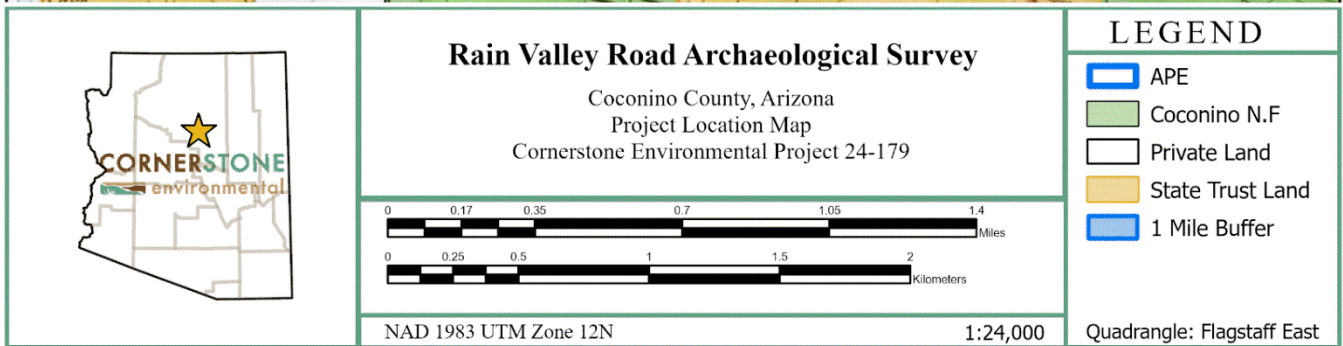 CORNERSTONE
environmental
Rain Valley Road Archaeological Survey
Coconino County, Arizona
Project Location Map
Cornerstone Environmental Project 24-179
0 0.17 0.35 0.7 1.05 1.4
Miles
0 0.25 0.5 1 1.5 2
Kilometers
NAD 1983 UTM Zone 12N 1:24,000
LEGEND
APE
Coconino N.F
Private Land
State Trust Land
1 Mile Buffer
Quadrangle: Flagstaff East